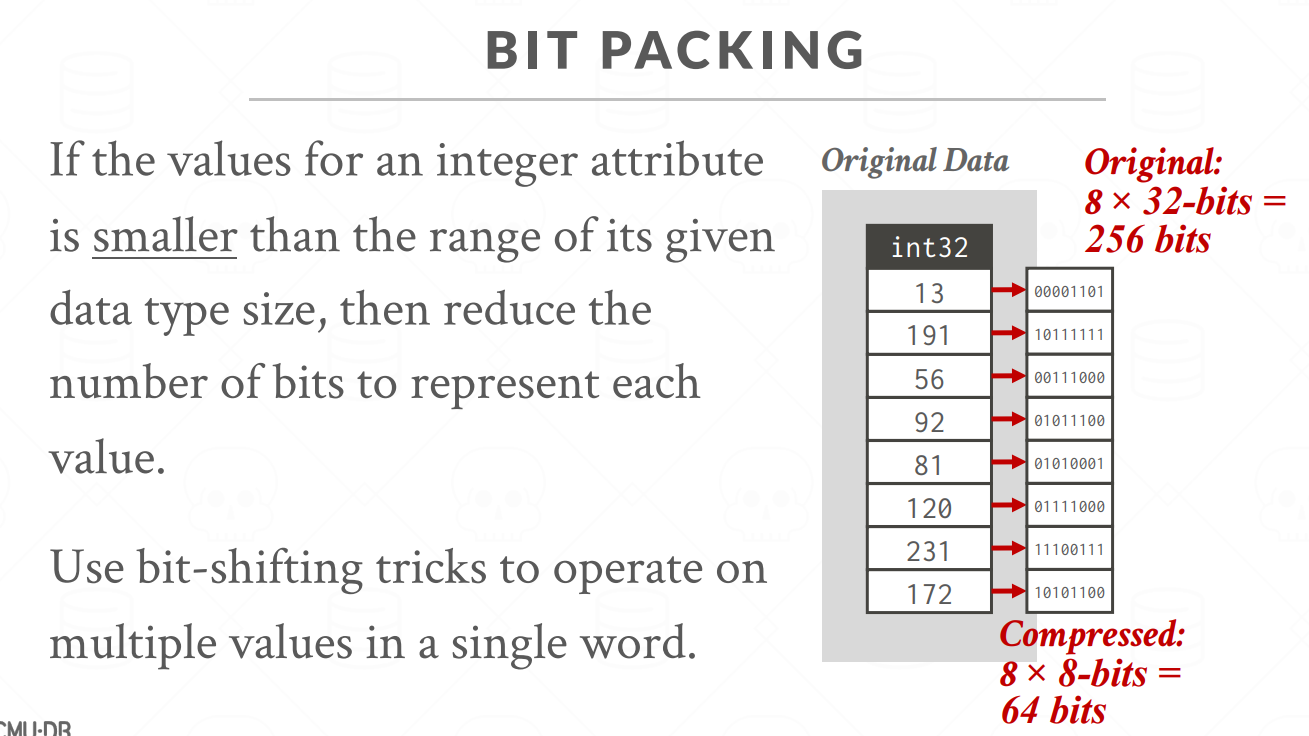 BIT PACKING
If the values for an integer attribute
is smaller than the range of its given
data type size, then reduce the
number of bits to represent each
value.
Use bit-shifting tricks to operate on
multiple values in a single word.
Original Data
Original:
8 × 32-bits =
256 bits
int32
13 00001101
191 10111111
56 00111000
92 01011100
81 01010001
120 01111000
231 11100111
172 10101100
Compressed:
8 × 8-bits =
64 bits
CMU·DB